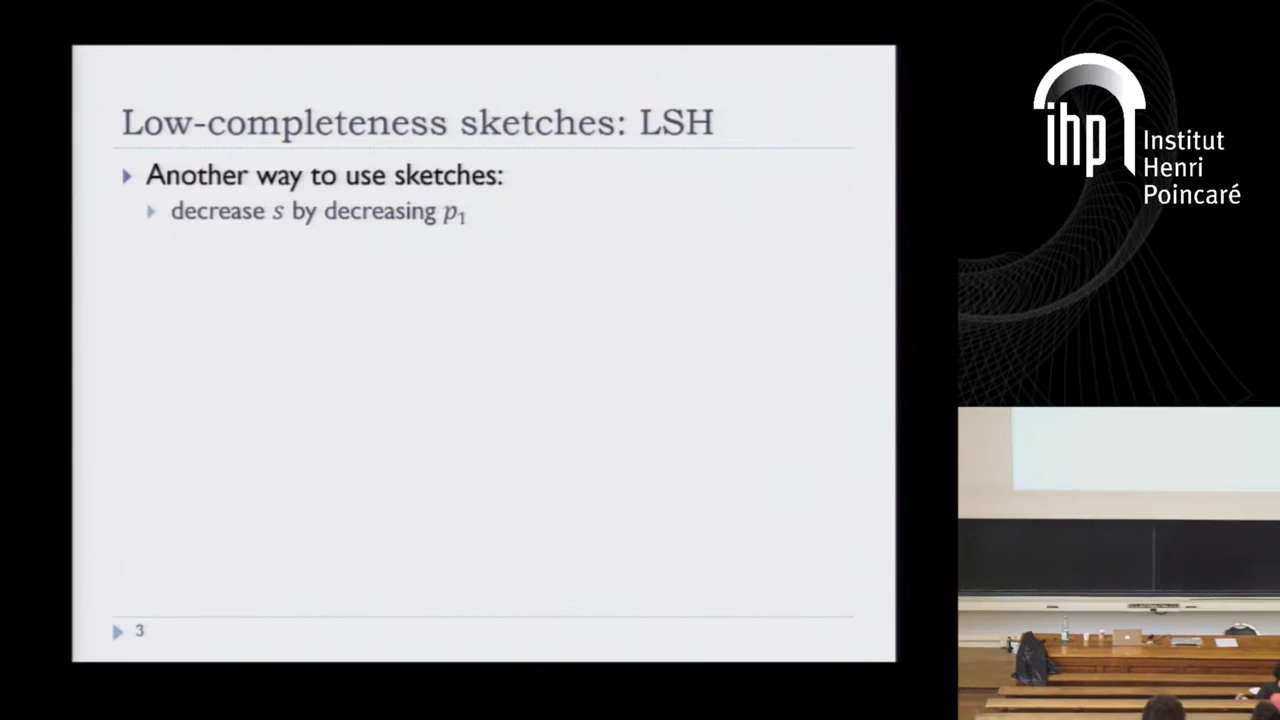 Low-completeness sketches: LSH
Another way to use sketches:
decrease s by decreasing p₁
3
ihp
Institut
Henri
Poincaré